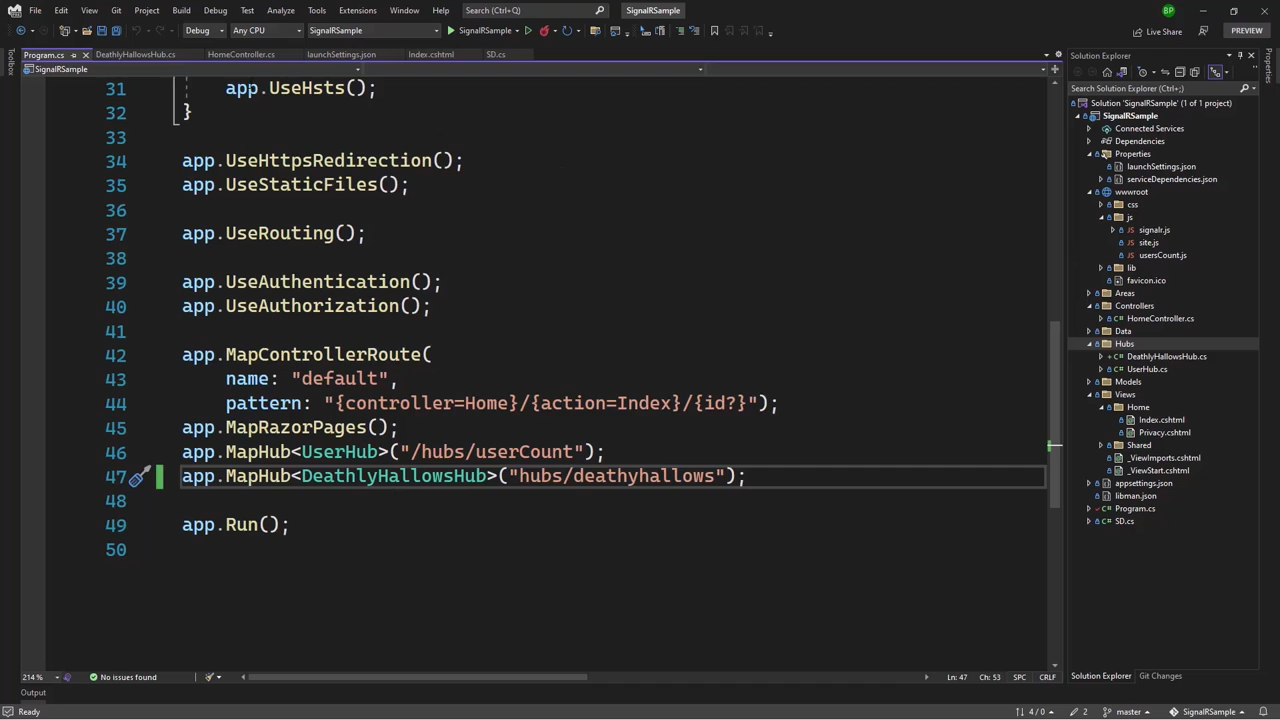 File Edit View Git Project Build Debug Test Analyze Tools Extensions Window Help Search (Ctrl+Q) SignalRSample BP
Debug Any CPU SignalRSample SignalRSample Live Share PREVIEW
Program.cs DeathlyHallowsHub.cs HomeController.cs launchSettings.json Index.cshtml SD.cs
SignalRSample
Toolbox
31 app.UseHsts();
32 }
33
34 app.UseHttpsRedirection();
35 app.UseStaticFiles();
36
37 app.UseRouting();
38
39 app.UseAuthentication();
40 app.UseAuthorization();
41
42 app.MapControllerRoute(
43 name: "default",
44 pattern: "{controller=Home}/{action=Index}/{id?}");
45 app.MapRazorPages();
46 app.MapHub<UserHub>("/hubs/userCount");
47 app.MapHub<DeathlyHallowsHub>("hubs/deathyhallows");
48
49 app.Run();
50
214 % No issues found Ln: 47 Ch: 53 SPC CRLF
Output
Ready 4 / 0 2 master SignalRSample
Solution Explorer
Search Solution Explorer (Ctrl+;)
Solution 'SignalRSample' (1 of 1 project)
SignalRSample
Connected Services
Dependencies
Properties
launchSettings.json
serviceDependencies.json
wwwroot
css
js
signalr.js
site.js
usersCount.js
lib
favicon.ico
Areas
Controllers
HomeController.cs
Data
Hubs
DeathlyHallowsHub.cs
UserHub.cs
Models
Views
Home
Index.cshtml
Privacy.cshtml
Shared
_ViewImports.cshtml
_ViewStart.cshtml
appsettings.json
libman.json
Program.cs
SD.cs
Solution Explorer Git Changes
Properties